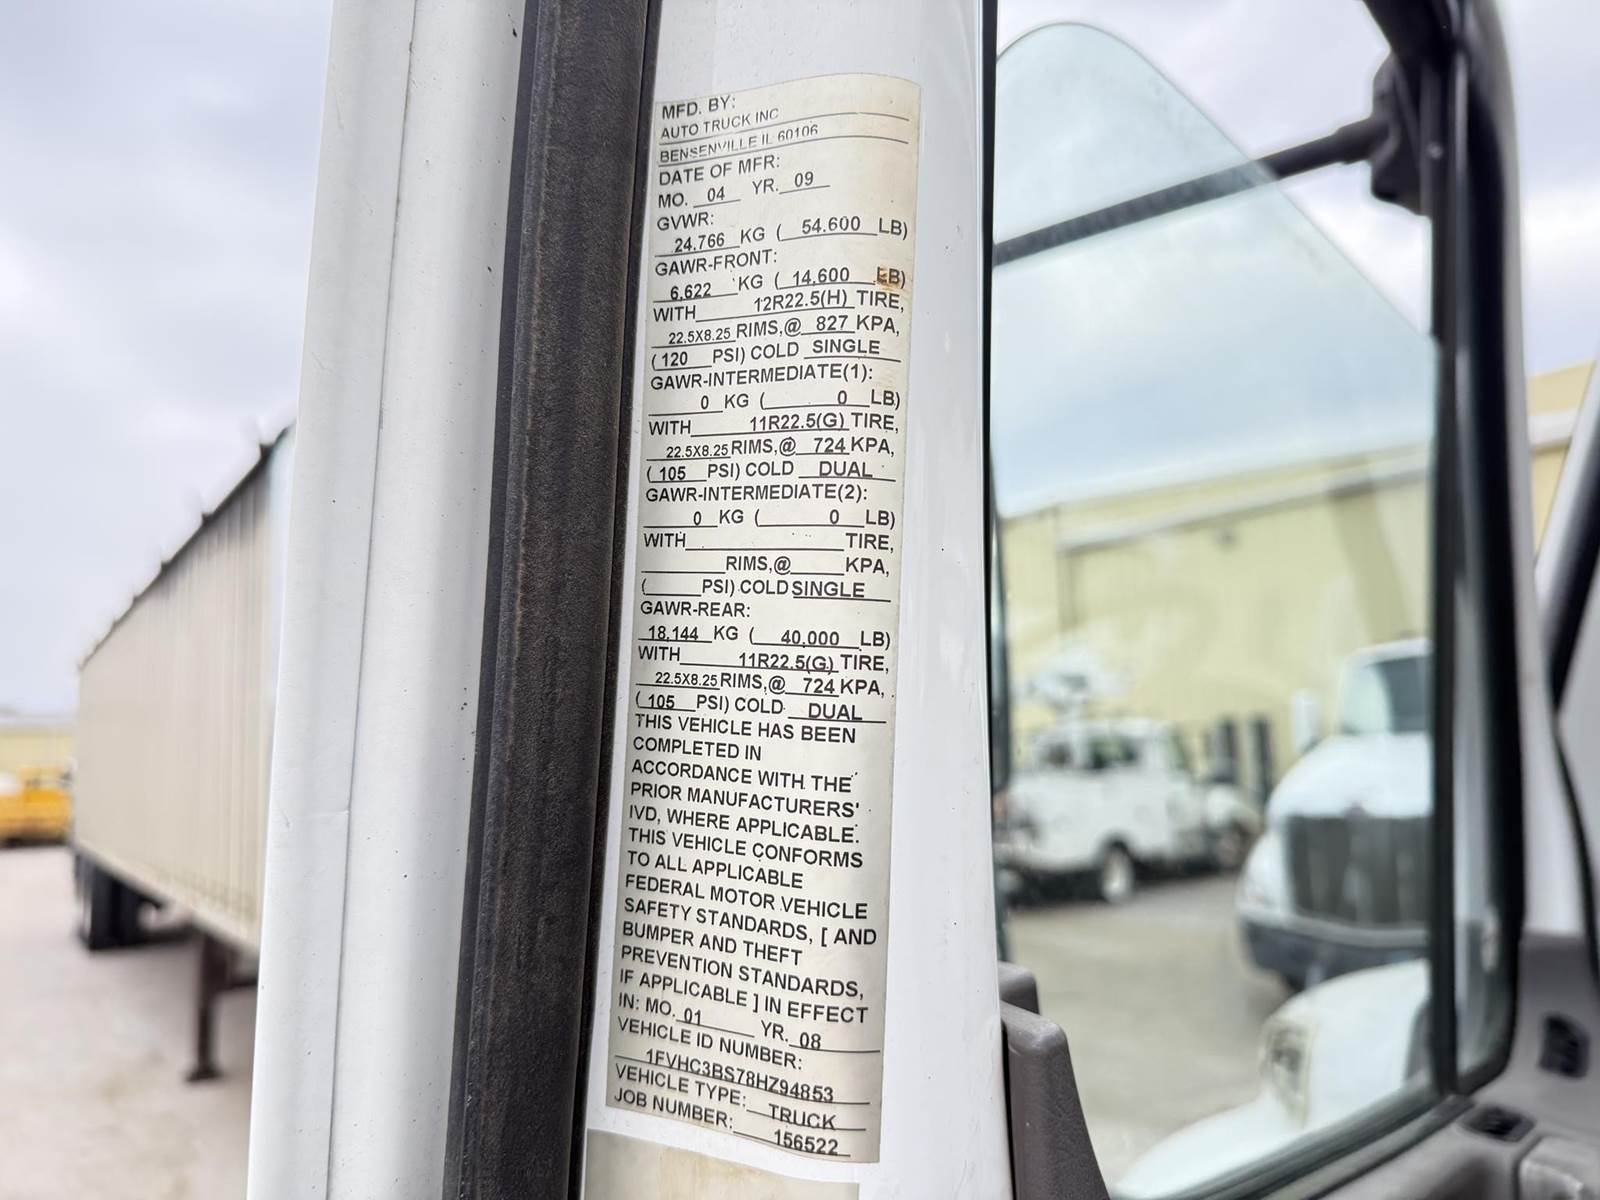 MFD. BY:
AUTO TRUCK INC
BENSENVILLE IL 60106
DATE OF MFR:
MO. 04 YR. 09
GVWR:
24.766 KG ( 54.600 LB)
GAWR-FRONT:
6,622 KG ( 14,600 LB)
WITH 12R22.5(H) TIRE,
22.5X8.25 RIMS,@ 827 KPA,
( 120 PSI) COLD SINGLE
GAWR-INTERMEDIATE(1):
0 KG ( 0 LB)
WITH 11R22.5(G) TIRE,
22.5X8.25 RIMS,@ 724 KPA,
( 105 PSI) COLD DUAL
GAWR-INTERMEDIATE(2):
0 KG ( 0 LB)
WITH TIRE,
RIMS,@ KPA,
( PSI) COLD SINGLE
GAWR-REAR:
18,144 KG ( 40,000 LB)
WITH 11R22.5(G) TIRE,
22.5X8.25 RIMS,@ 724 KPA,
( 105 PSI) COLD DUAL
THIS VEHICLE HAS BEEN
COMPLETED IN
ACCORDANCE WITH THE
PRIOR MANUFACTURERS'
IVD, WHERE APPLICABLE.
THIS VEHICLE CONFORMS
TO ALL APPLICABLE
FEDERAL MOTOR VEHICLE
SAFETY STANDARDS, [ AND
BUMPER AND THEFT
PREVENTION STANDARDS,
IF APPLICABLE ] IN EFFECT
IN: MO. 01 YR. 08
VEHICLE ID NUMBER:
1FVHC3BS78HZ94853
VEHICLE TYPE: TRUCK
JOB NUMBER: 156522